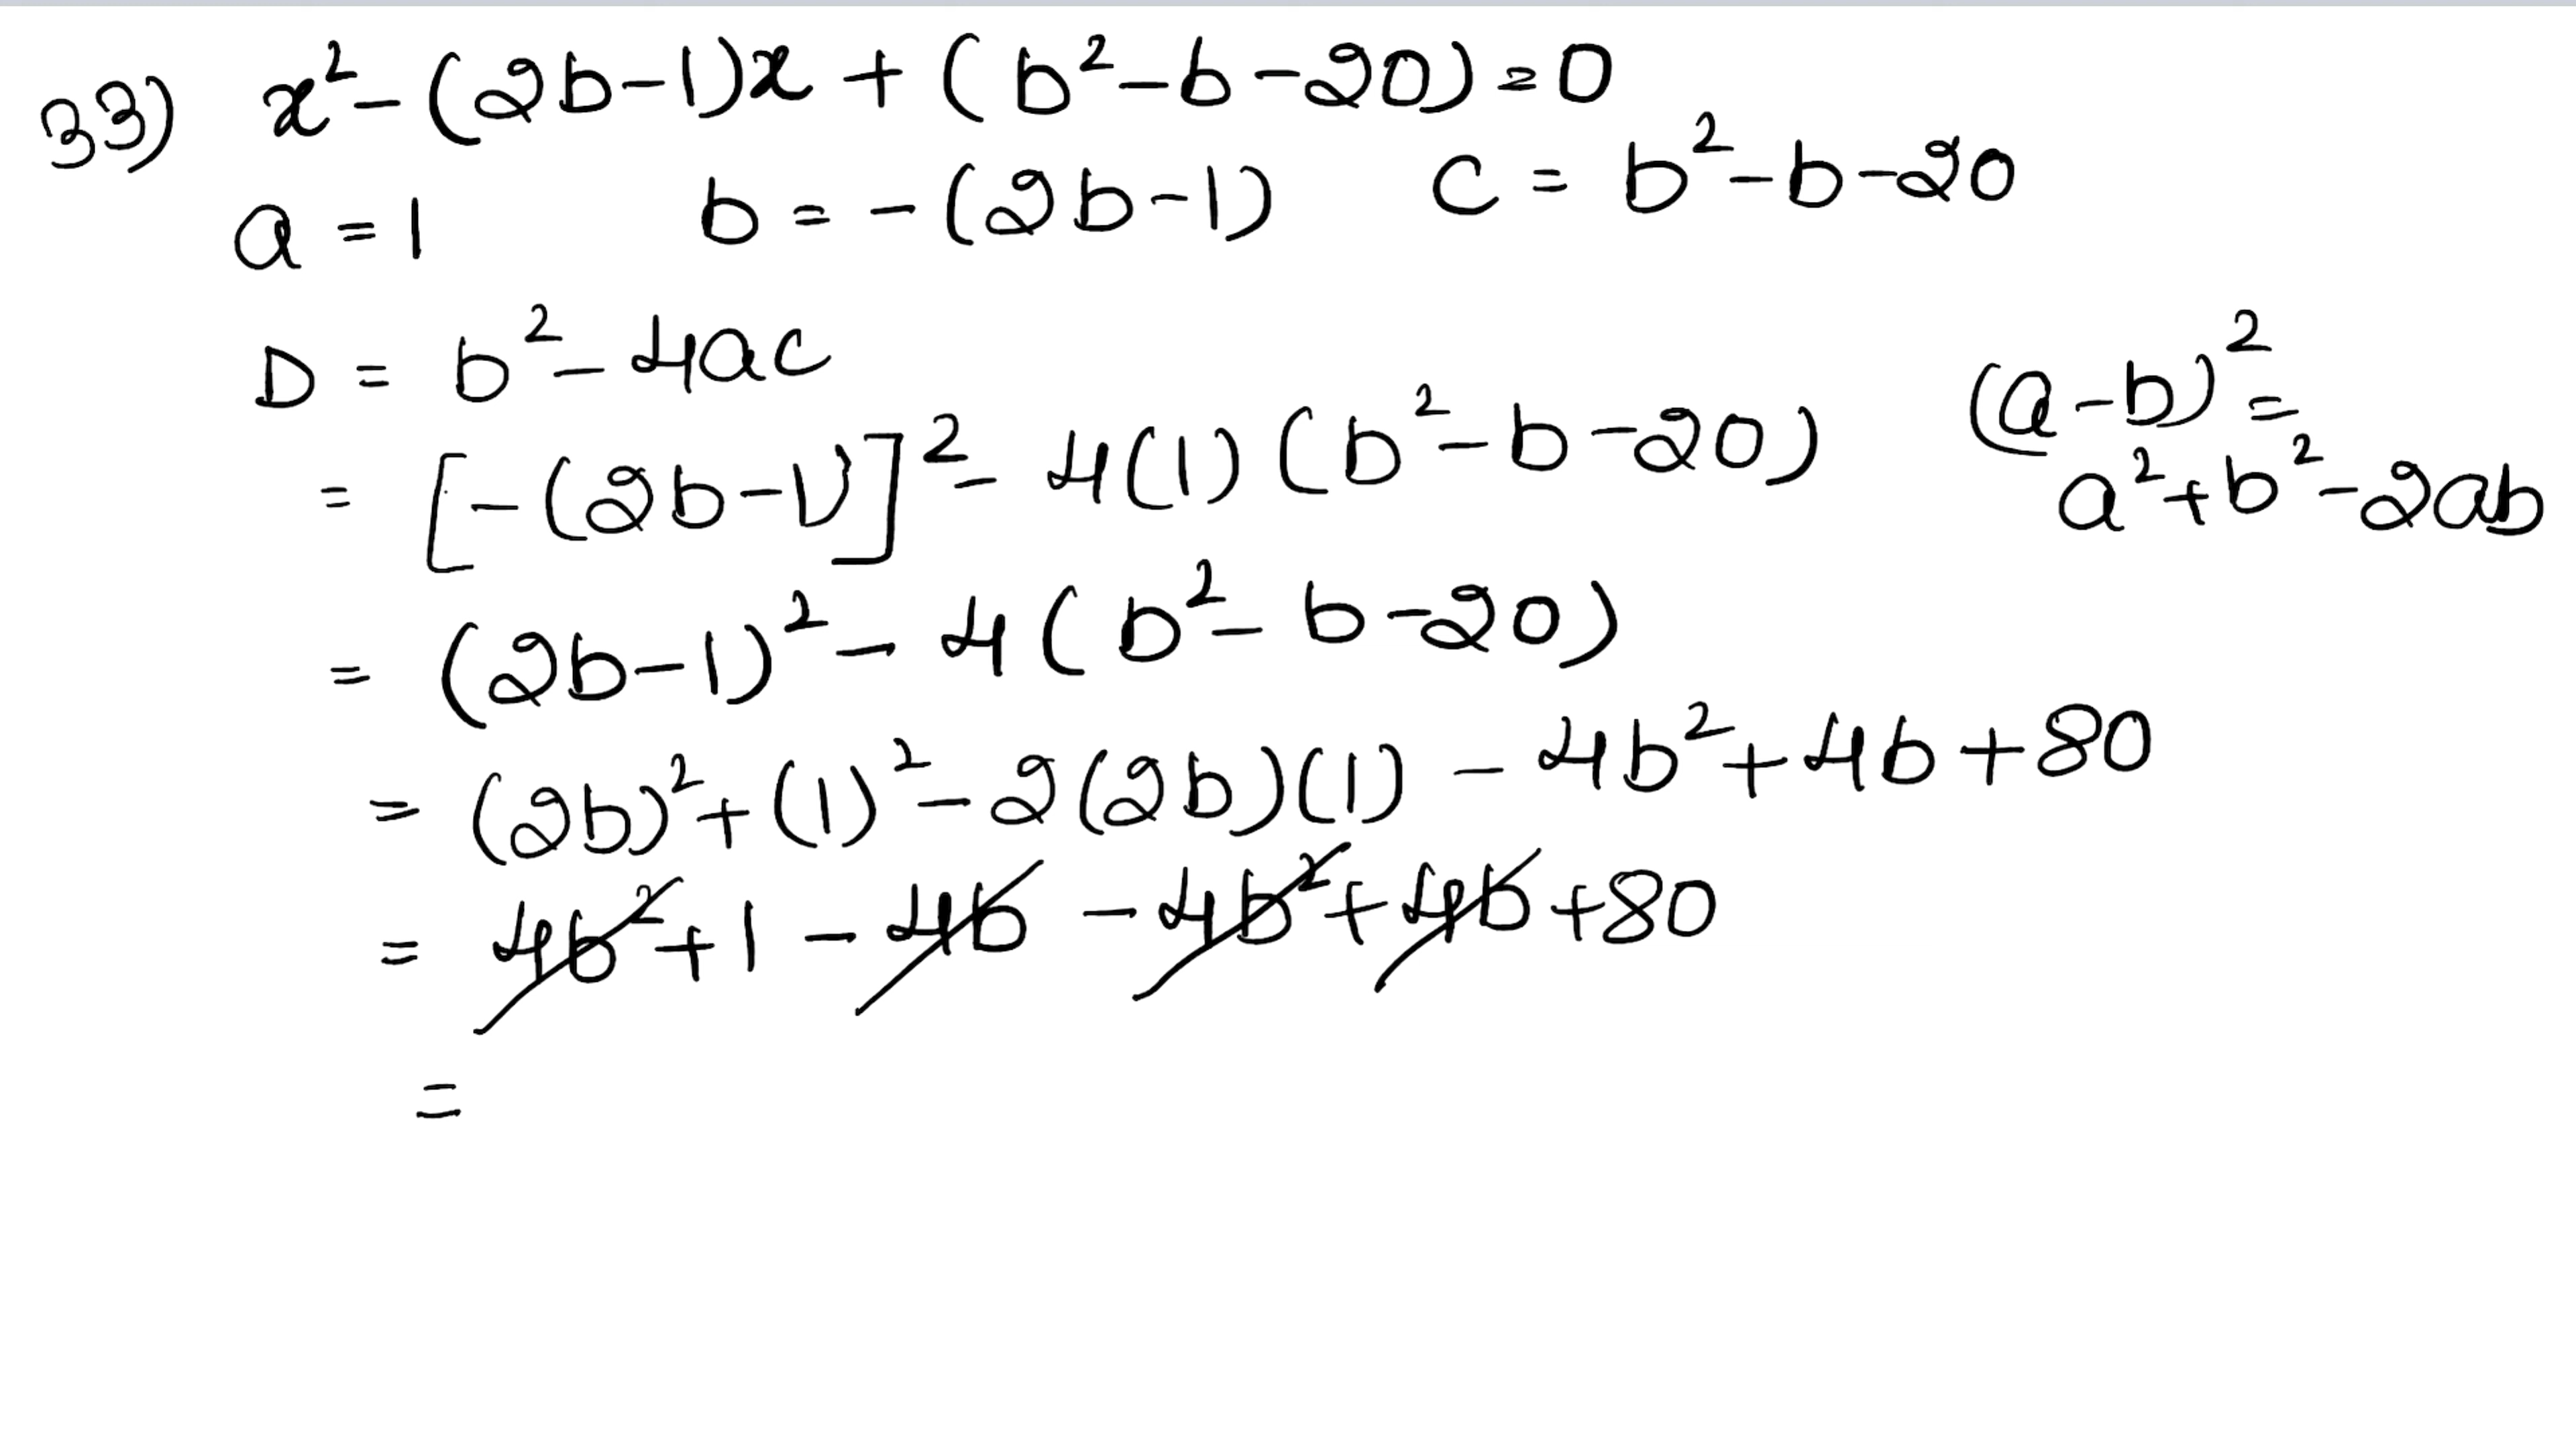 33) x² - (2b-1)x + (b² - b - 20) = 0
a = 1 b = - (2b-1) c = b² - b - 20
D = b² - 4ac
(a-b)² =
= [-(2b-1)]² - 4(1)(b² - b - 20)
a² + b² - 2ab
= (2b-1)² - 4(b² - b - 20)
= (2b)² + (1)² - 2(2b)(1) - 4b² + 4b + 80
= 4b² + 1 - 4b - 4b² + 4b + 80
=